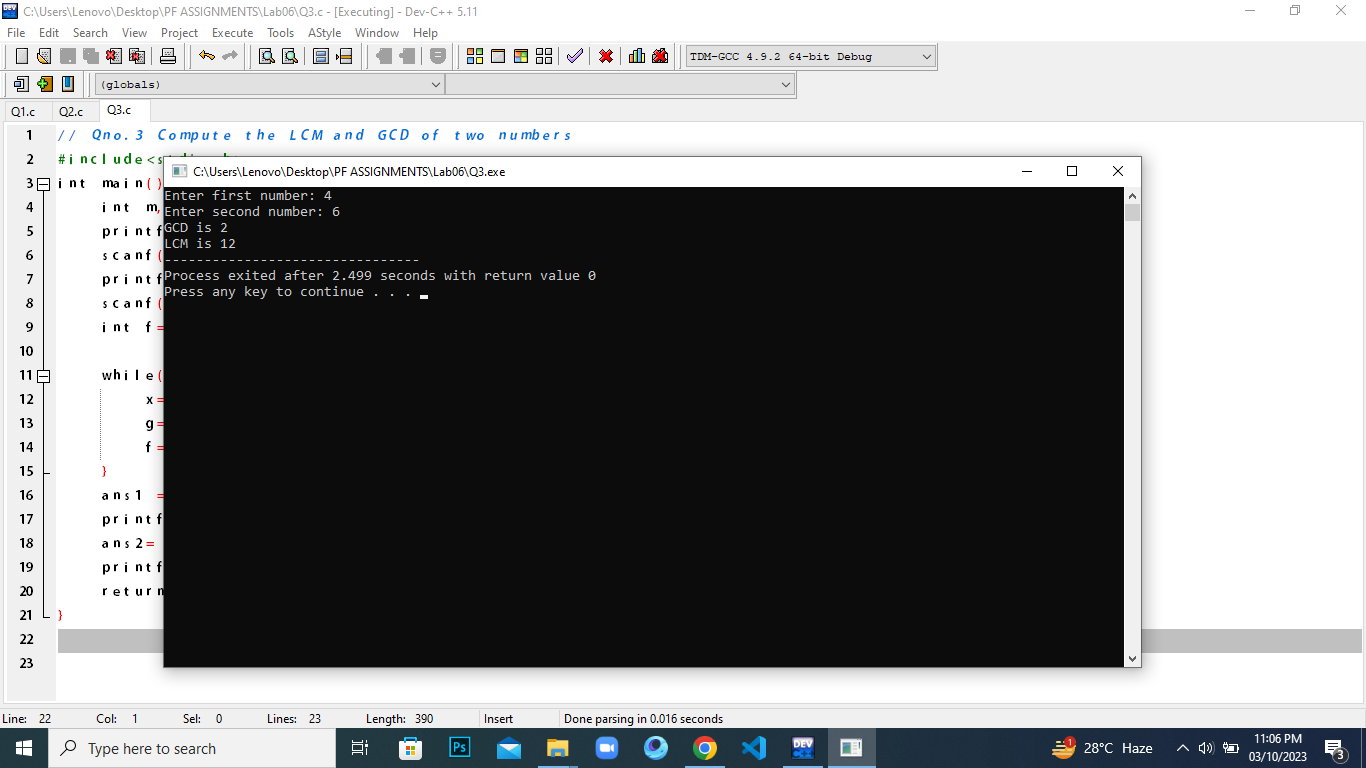 C:\Users\Lenovo\Desktop\PF ASSIGNMENTS\Lab06\Q3.c - [Executing] - Dev-C++ 5.11
File Edit Search View Project Execute Tools AStyle Window Help
TDM-GCC 4.9.2 64-bit Debug
(globals)
Q1.c Q2.c Q3.c
1 // Qno.3 Compute the LCM and GCD of two numbers
2 #include<
3 int main()
4 int m,
5 printf
6 scanf(
7 printf
8 scanf(
9 int f=
10
11 while(
12 x=
13 g=
14 f=
15 }
16 ans1 =
17 printf
18 ans2=
19 printf
20 return
21 }
22
23
C:\Users\Lenovo\Desktop\PF ASSIGNMENTS\Lab06\Q3.exe
Enter first number: 4
Enter second number: 6
GCD is 2
LCM is 12
--------------------------------
Process exited after 2.499 seconds with return value 0
Press any key to continue . . .
Line: 22 Col: 1 Sel: 0 Lines: 23 Length: 390 Insert Done parsing in 0.016 seconds
Type here to search
Ps
DEV
1
28°C Haze
11:06 PM
03/10/2023
3